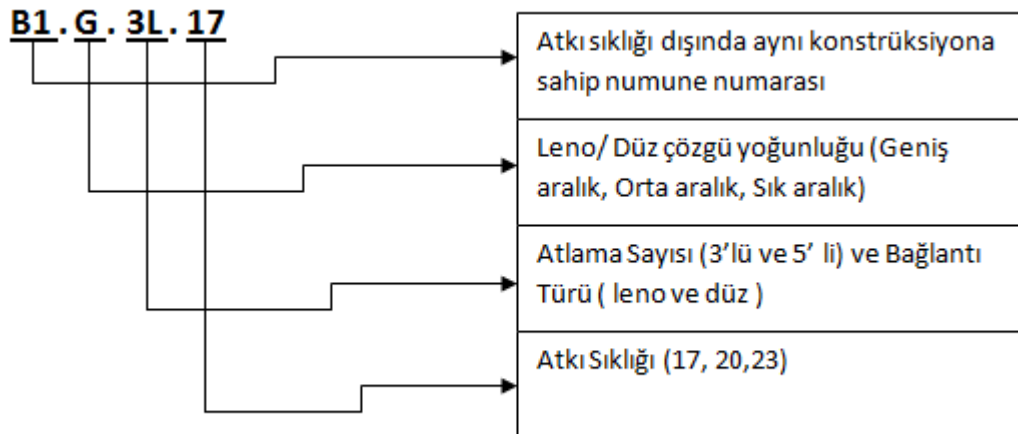 B1 . G . 3L . 17
Atkı sıklığı dışında aynı konstrüksiyona
sahip numune numarası
Leno/ Düz çözgü yoğunluğu (Geniş
aralık, Orta aralık, Sık aralık)
Atlama Sayısı (3’lü ve 5’ li) ve Bağlantı
Türü ( leno ve düz )
Atkı Sıklığı (17, 20,23)